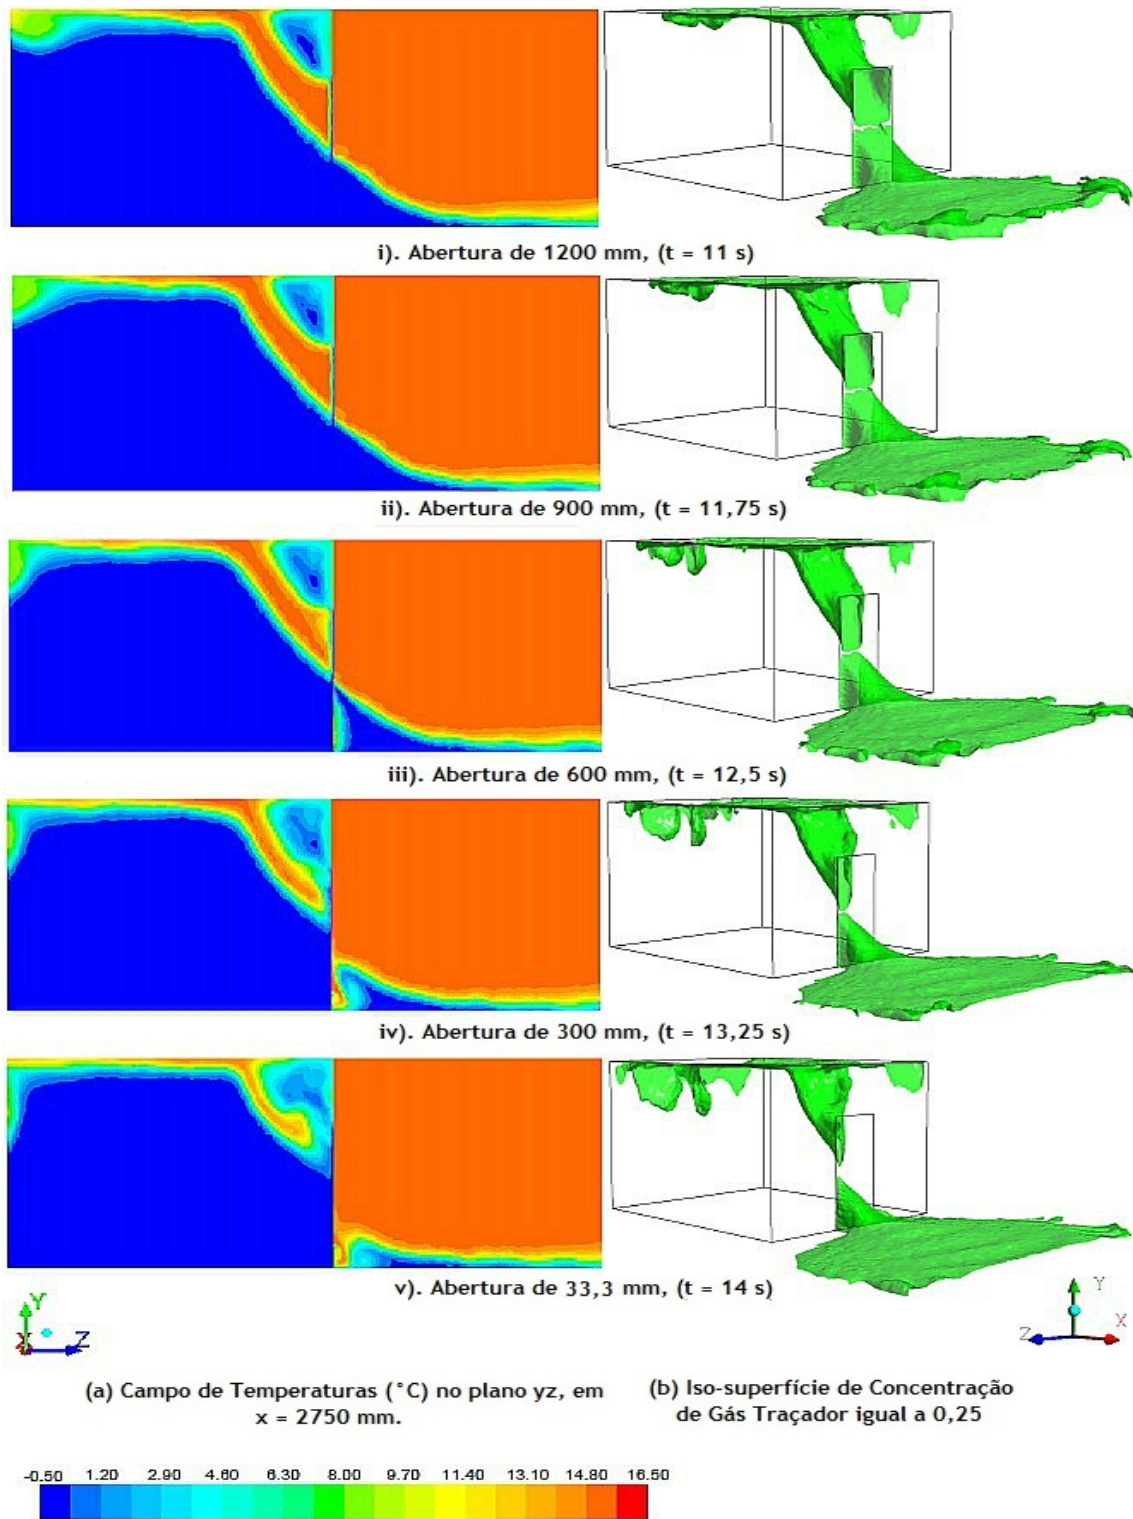 i). Abertura de 1200 mm, (t = 11 s)
ii). Abertura de 900 mm, (t = 11,75 s)
iii). Abertura de 600 mm, (t = 12,5 s)
iv). Abertura de 300 mm, (t = 13,25 s)
v). Abertura de 33,3 mm, (t = 14 s)
Y
X
Z
Y
Z
X
(a) Campo de Temperaturas (°C) no plano yz, em
x = 2750 mm.
(b) Iso-superfície de Concentração
de Gás Traçador igual a 0,25
-0.50 1.20 2.90 4.60 6.30 8.00 9.70 11.40 13.10 14.80 16.50